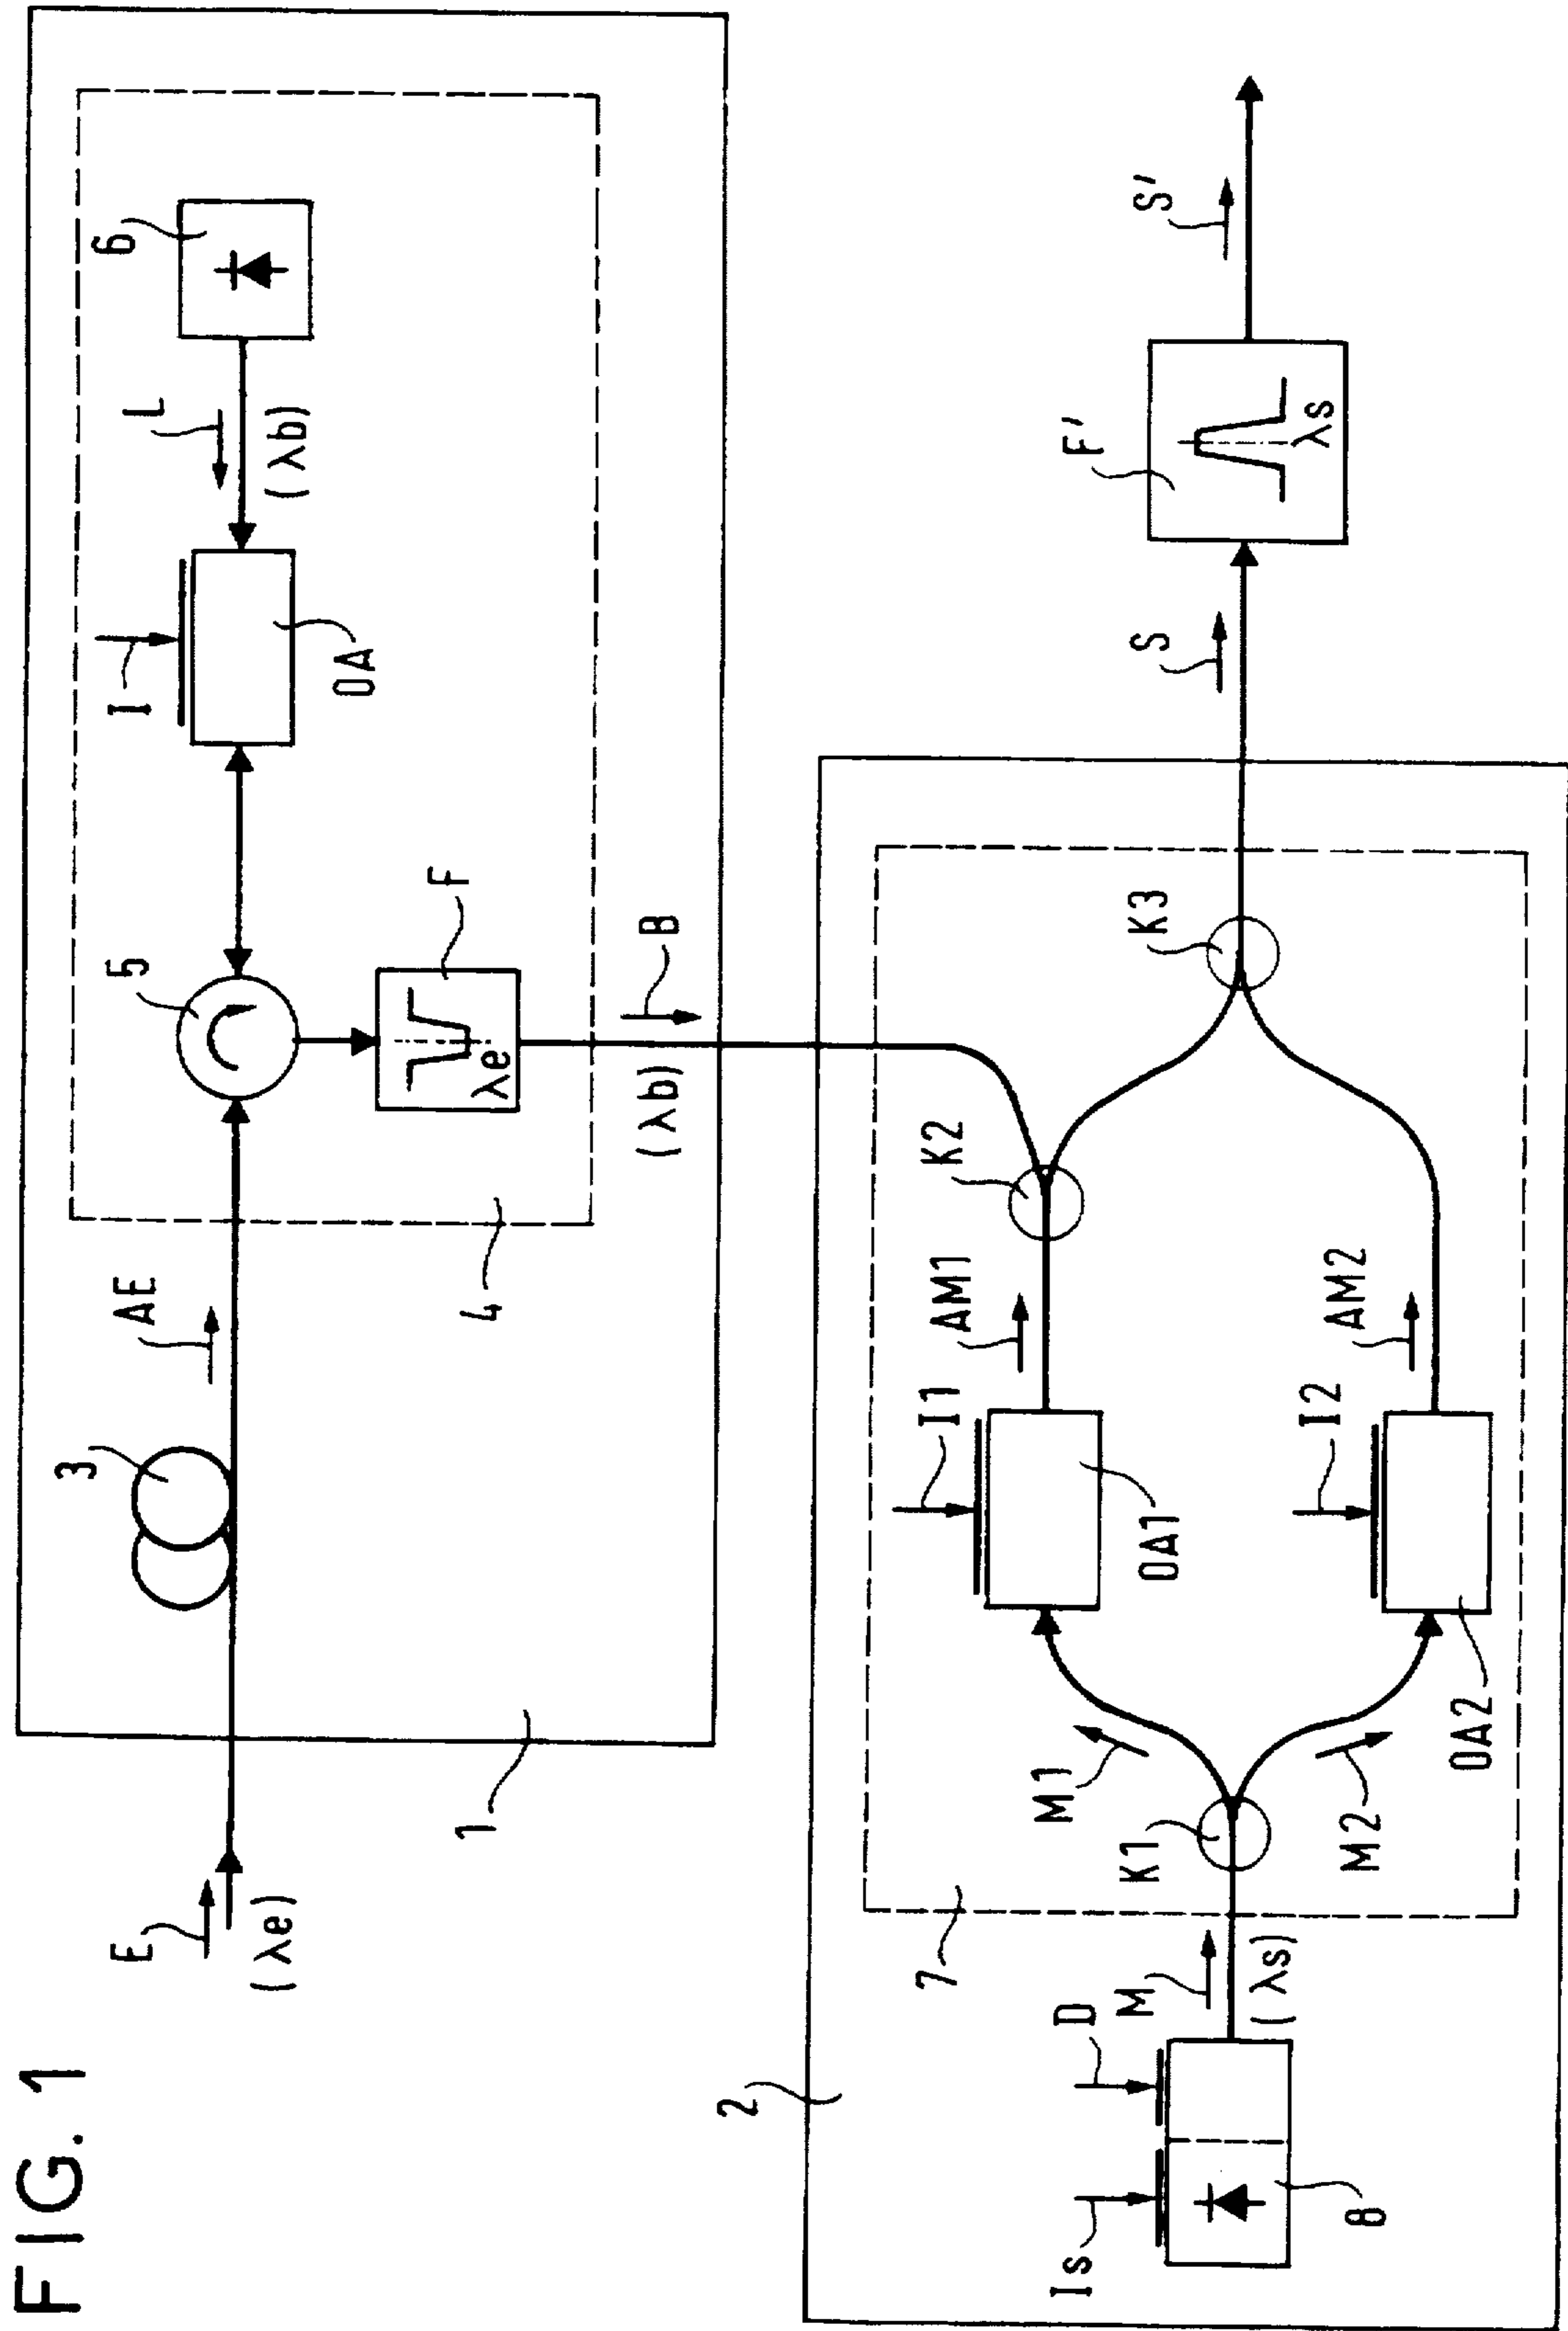 FIG. 1
E
(λe)
3
AE
5
I
OA
L
(λb)
6
F
λe
4
1
B
(λb)
2
Is
D
8
M
(λs)
7
K1
M1
M2
I1
OA1
AM1
K2
I2
OA2
AM2
K3
S
F'
λs
S'